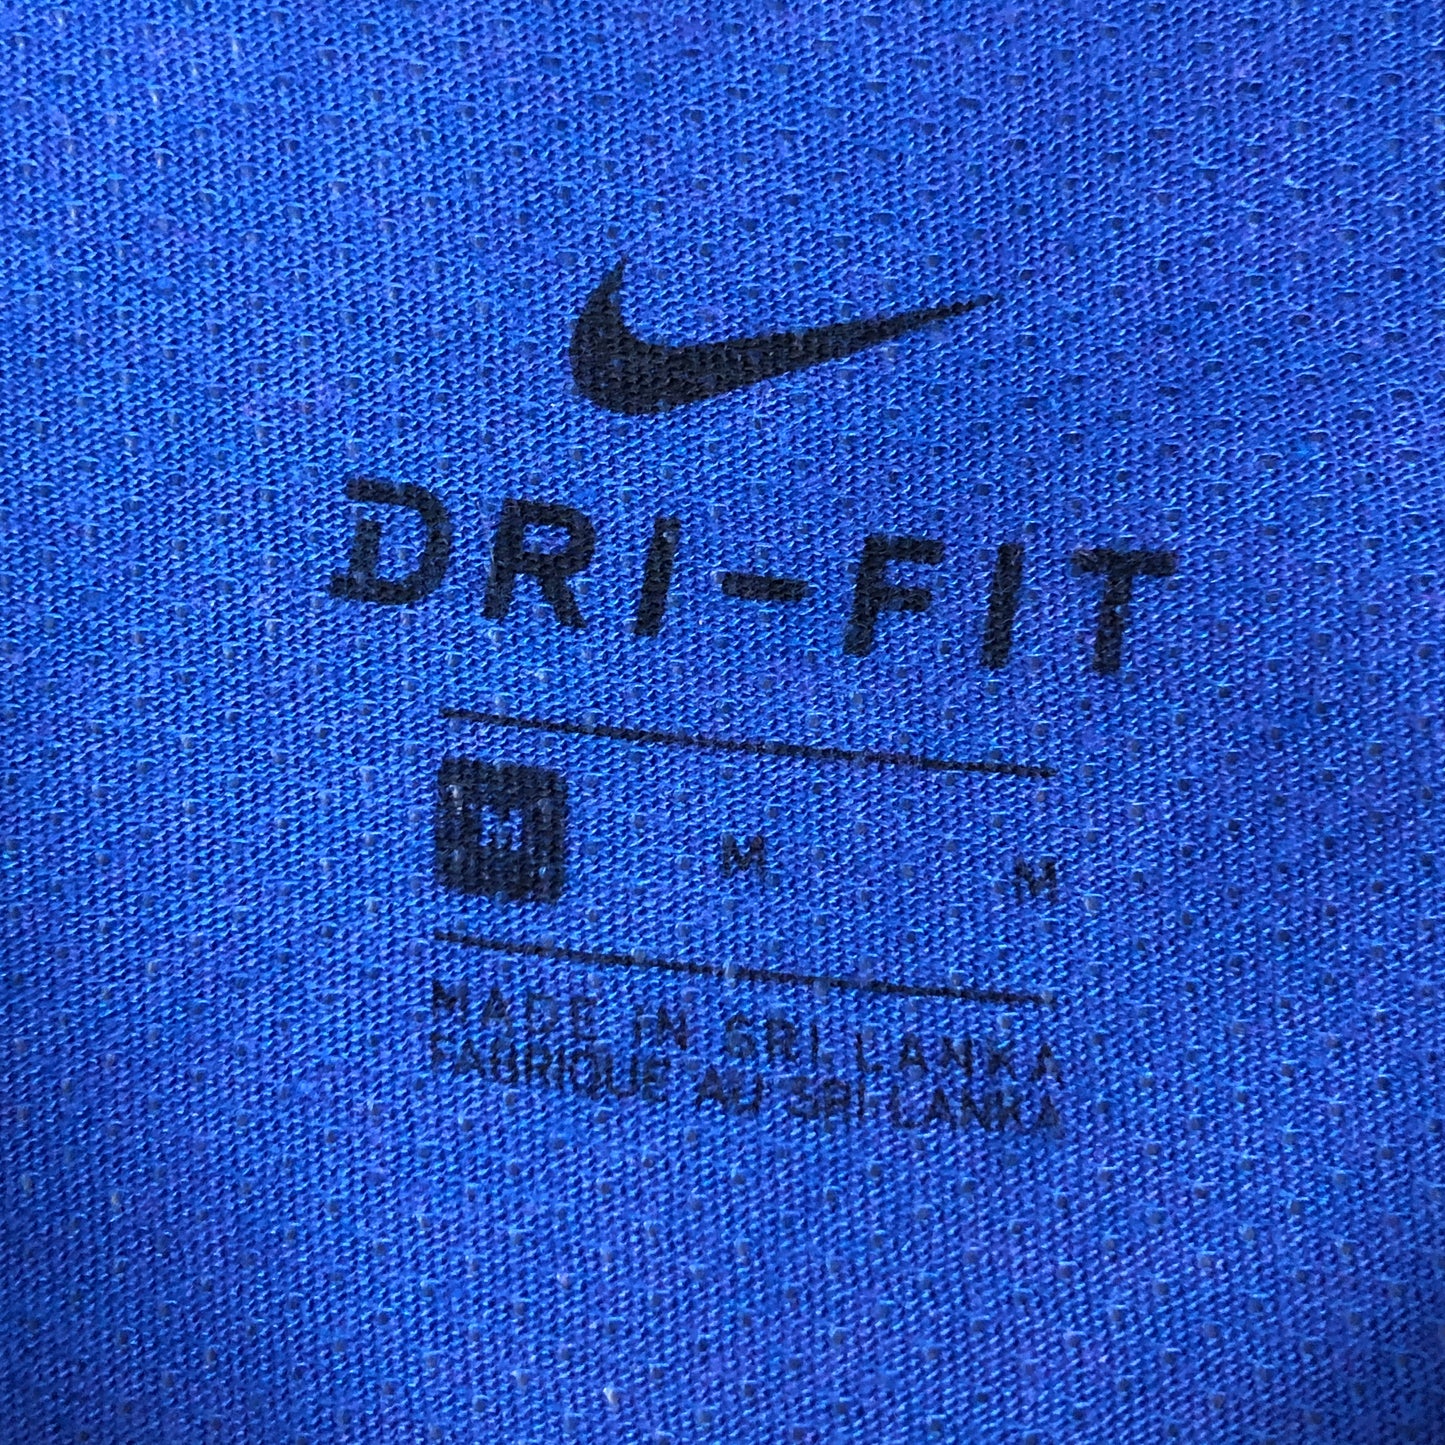 DRI-FIT
M M M
MADE IN SRI LANKA
FABRIQUE AU SRI LANKA